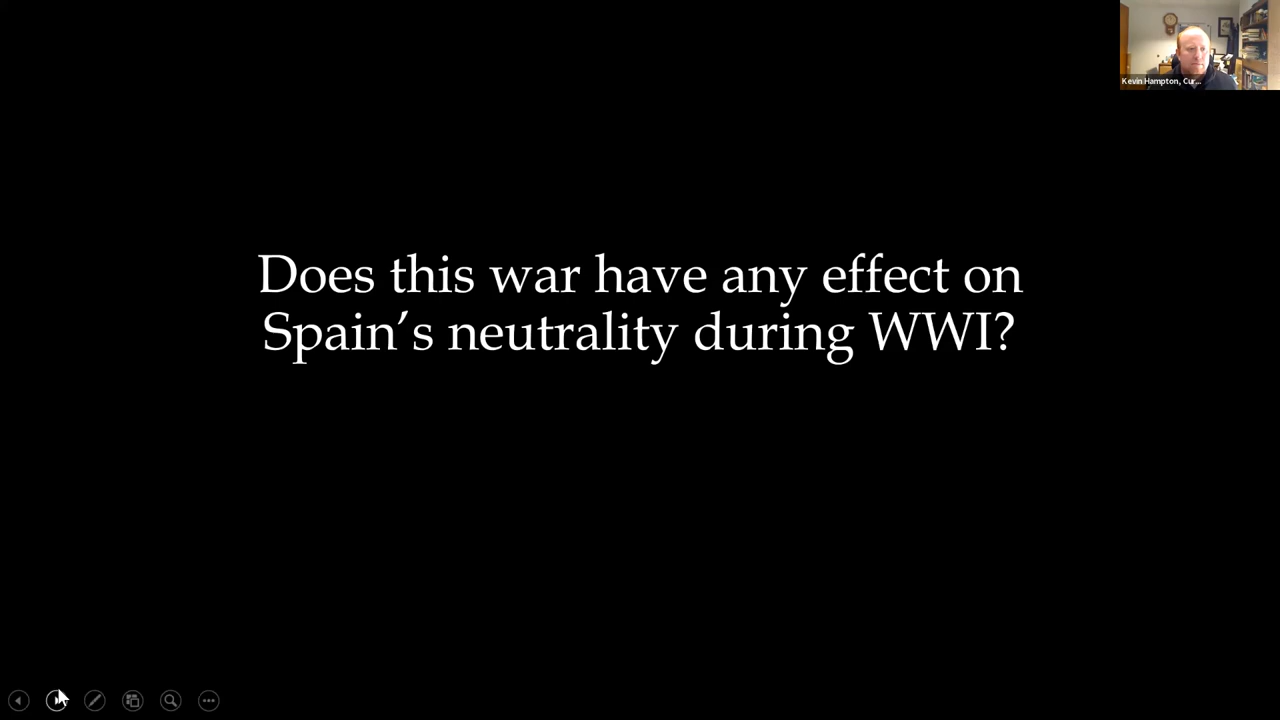 Kevin Hampton, Cur...
Does this war have any effect on
Spain’s neutrality during WWI?